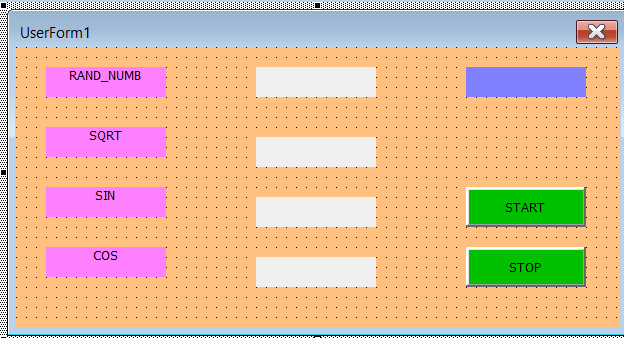 UserForm1
RAND_NUMB
SQRT
SIN
START
COS
STOP